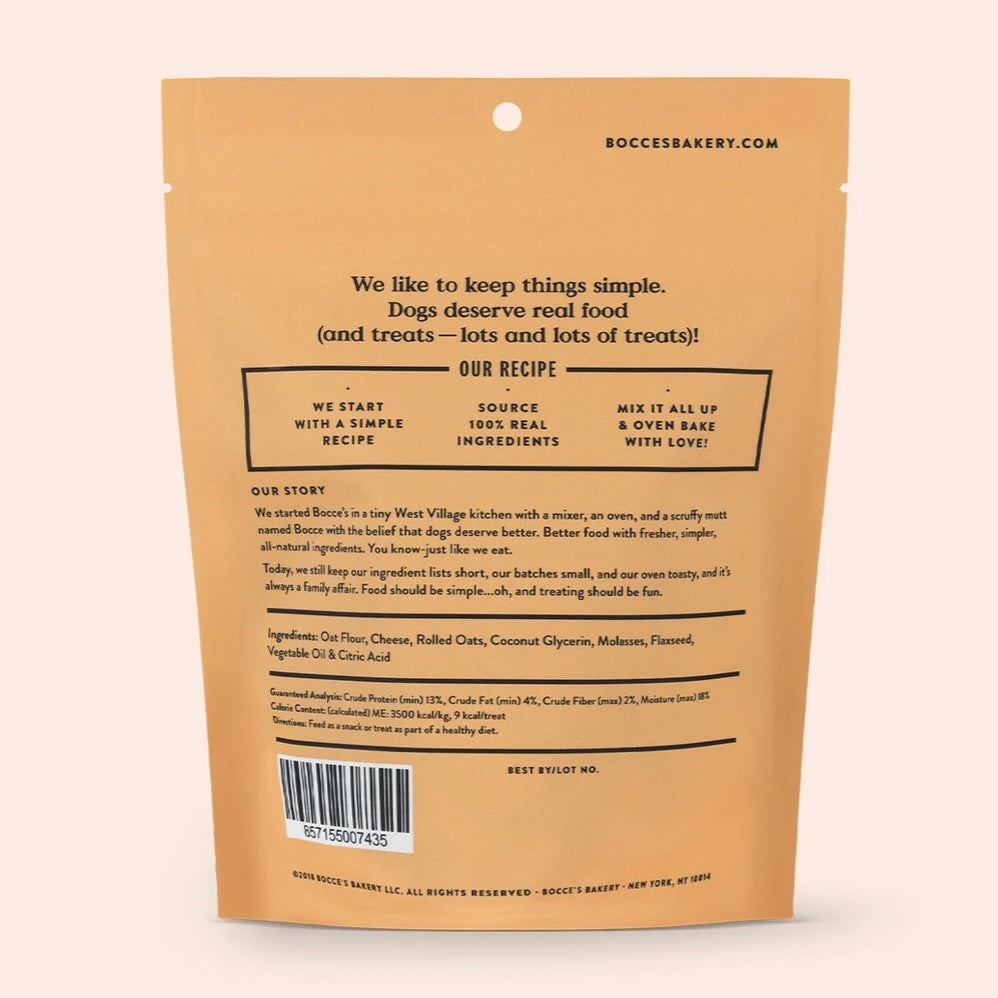 BOCCESBAKERY.COM
We like to keep things simple.
Dogs deserve real food
(and treats—lots and lots of treats)!
OUR RECIPE
WE START
WITH A SIMPLE
RECIPE
SOURCE
100% REAL
INGREDIENTS
MIX IT ALL UP
& OVEN BAKE
WITH LOVE!
OUR STORY
We started Bocce's in a tiny West Village kitchen with a mixer, an oven, and a scruffy mutt
named Bocce with the belief that dogs deserve better. Better food with fresher, simpler,
all-natural ingredients. You know-just like we eat.
Today, we still keep our ingredient lists short, our batches small, and our oven toasty, and it's
always a family affair. Food should be simple...oh, and treating should be fun.
Ingredients: Oat Flour, Cheese, Rolled Oats, Coconut Glycerin, Molasses, Flaxseed,
Vegetable Oil & Citric Acid
Guaranteed Analysis: Crude Protein (min) 13%, Crude Fat (min) 4%, Crude Fiber (max) 2%, Moisture (max) 18%
Calorie Content: (calculated) ME: 3500 kcal/kg, 9 kcal/treat
Directions: Feed as a snack or treat as part of a healthy diet.
BEST BY/LOT NO.
857155007435
©2018 BOCCE'S BAKERY LLC. ALL RIGHTS RESERVED · BOCCE'S BAKERY · NEW YORK, NY 10014